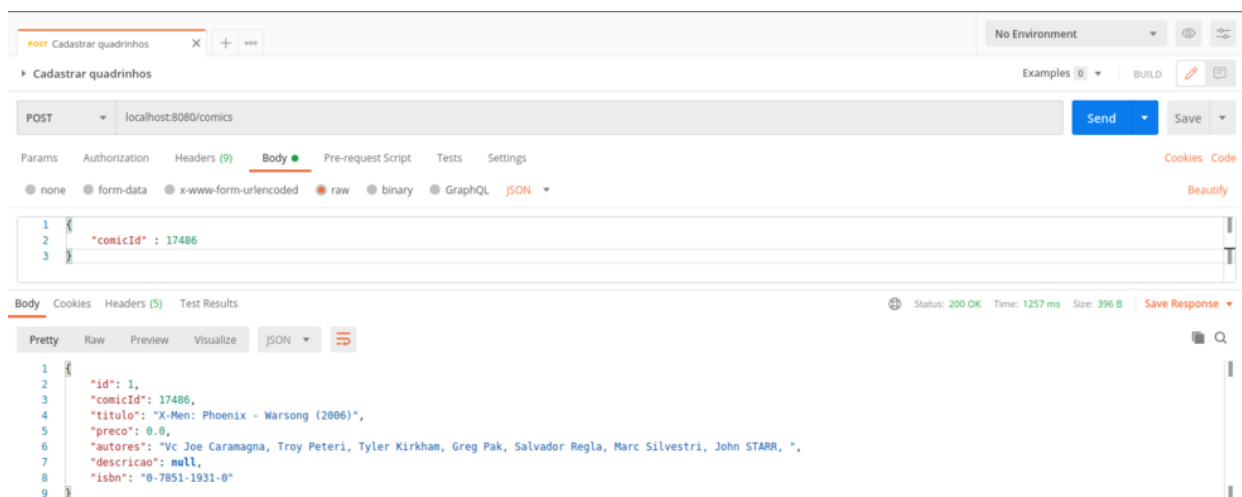 POST Cadastrar quadrinhos
No Environment
Cadastrar quadrinhos
Examples 0
BUILD
POST
localhost:8080/comics
Send
Save
Params Authorization Headers (9) Body Pre-request Script Tests Settings
Cookies Code
none form-data x-www-form-urlencoded raw binary GraphQL JSON
Beautify
1 {
2 "comicId" : 17486
3 }
Body Cookies Headers (5) Test Results
Status: 200 OK Time: 1257 ms Size: 396 B
Save Response
Pretty Raw Preview Visualize JSON
1 {
2 "id": 1,
3 "comicId": 17486,
4 "titulo": "X-Men: Phoenix - Warsong (2006)",
5 "preco": 0.0,
6 "autores": "Vc Joe Caramagna, Troy Peteri, Tyler Kirkham, Greg Pak, Salvador Regla, Marc Silvestri, John STARR, ",
7 "descricao": null,
8 "isbn": "0-7851-1931-0"
9 }